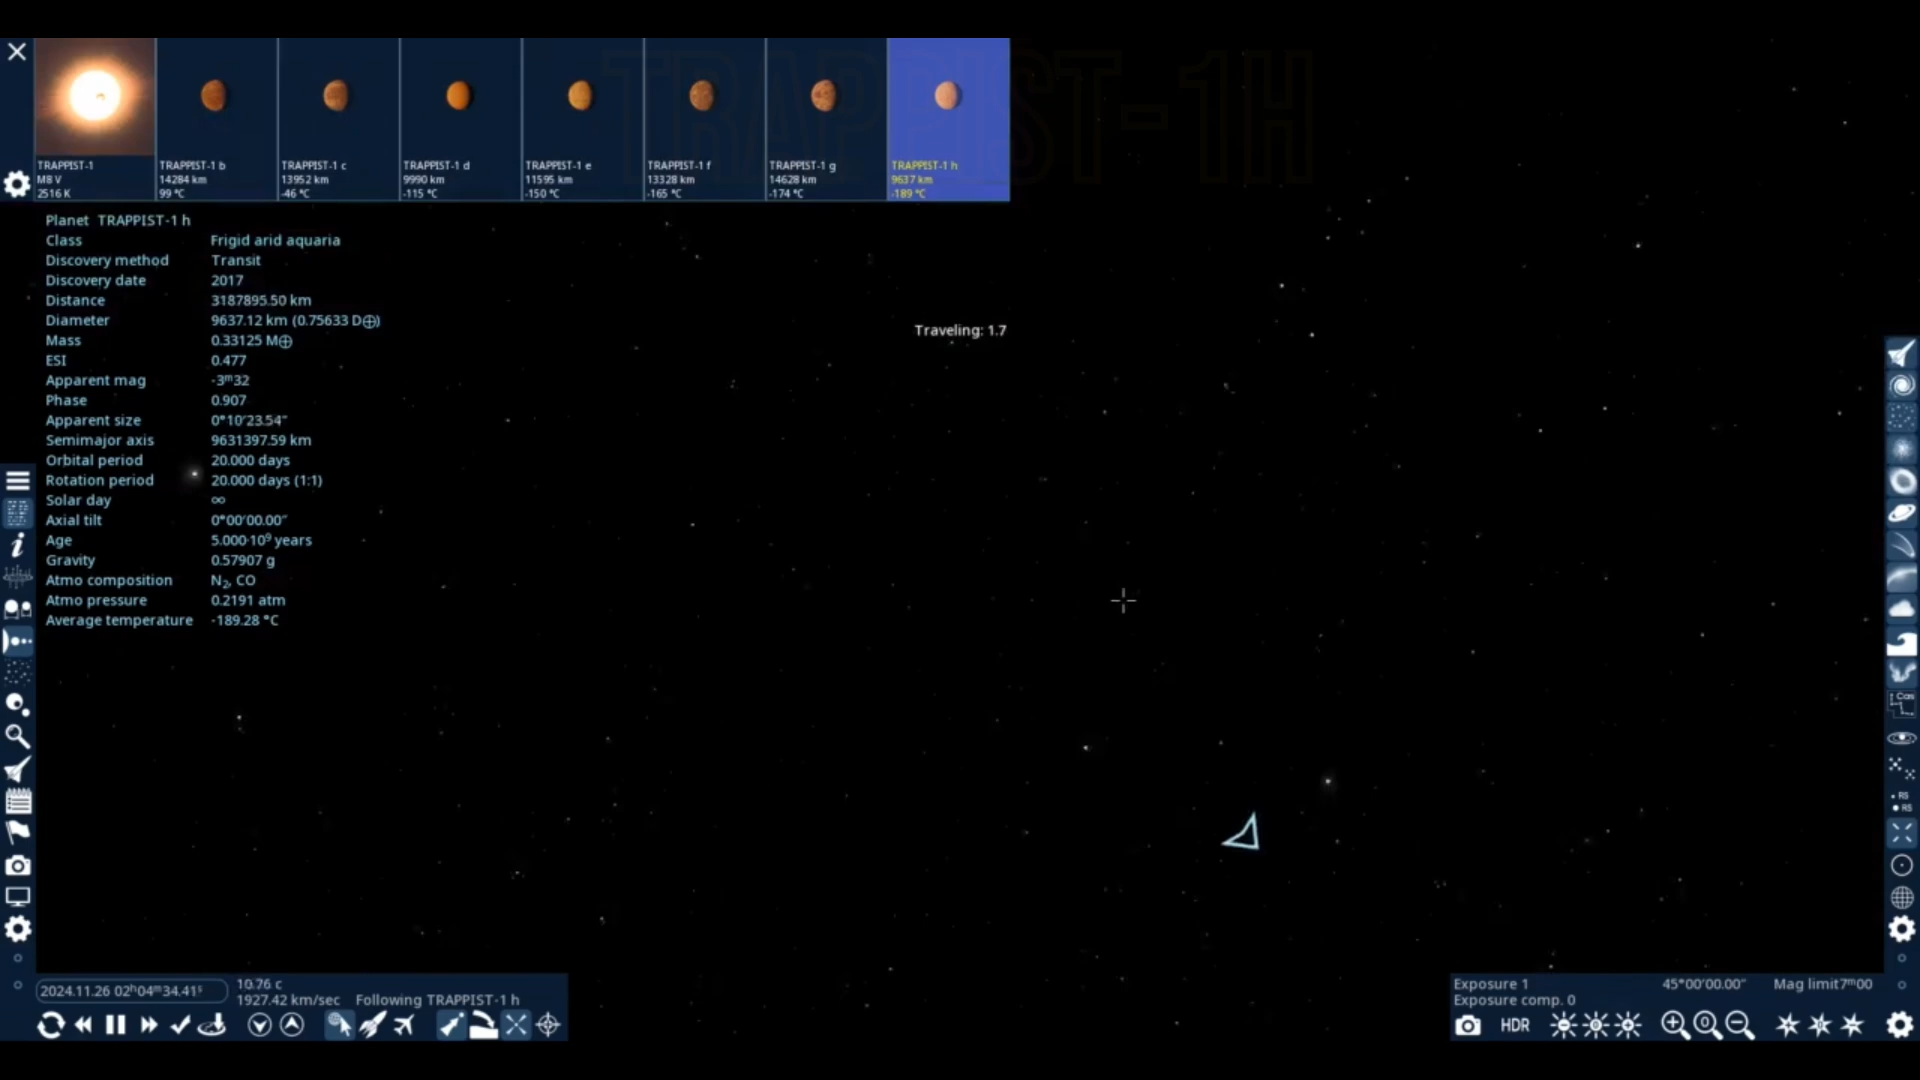 TRAPPIST-1H
TRAPPIST-1
M8 V
2516 K
TRAPPIST-1 b
14284 km
99 °C
TRAPPIST-1 c
13952 km
-46 °C
TRAPPIST-1 d
9990 km
-115 °C
TRAPPIST-1 e
11595 km
-150 °C
TRAPPIST-1 f
13328 km
-165 °C
TRAPPIST-1 g
14628 km
-174 °C
TRAPPIST-1 h
9637 km
-189 °C
Planet TRAPPIST-1 h
Class Frigid arid aquaria
Discovery method Transit
Discovery date 2017
Distance 3187895.50 km
Diameter 9637.12 km (0.75633 D⊕)
Mass 0.33125 M⊕
ESI 0.477
Apparent mag -3ᵐ32
Phase 0.907
Apparent size 0°10′23.54″
Semimajor axis 9631397.59 km
Orbital period 20.000 days
Rotation period 20.000 days (1:1)
Solar day ∞
Axial tilt 0°00′00.00″
Age 5.000·10⁹ years
Gravity 0.57907 g
Atmo composition N₂, CO
Atmo pressure 0.2191 atm
Average temperature -189.28 °C
Traveling: 1.7
Cas
RS
RS
2024.11.26 02ʰ04ᵐ34.41ˢ
10.76 c
1927.42 km/sec Following TRAPPIST-1 h
Exposure 1 45°00′00.00″ Mag limit7ᵐ00
Exposure comp. 0
HDR